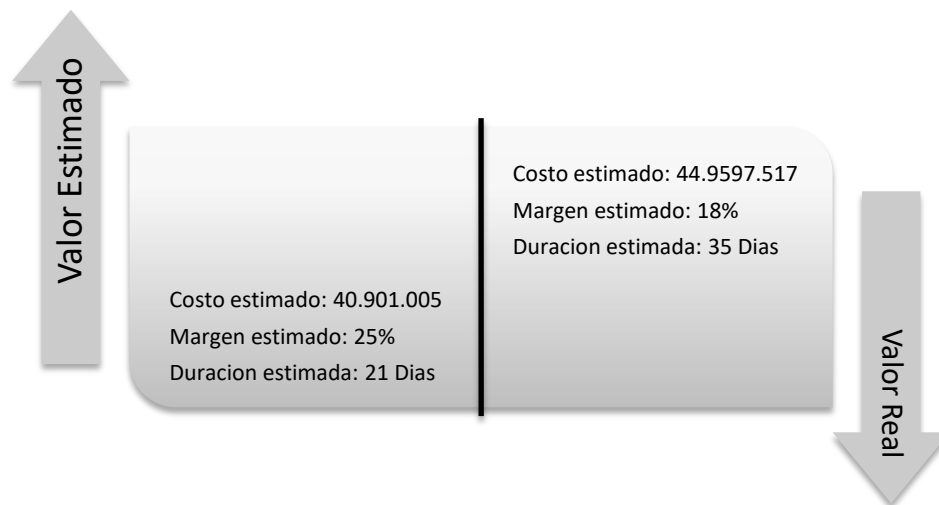 Valor Estimado
Costo estimado: 40.901.005
Margen estimado: 25%
Duracion estimada: 21 Dias
Costo estimado: 44.9597.517
Margen estimado: 18%
Duracion estimada: 35 Dias
Valor Real